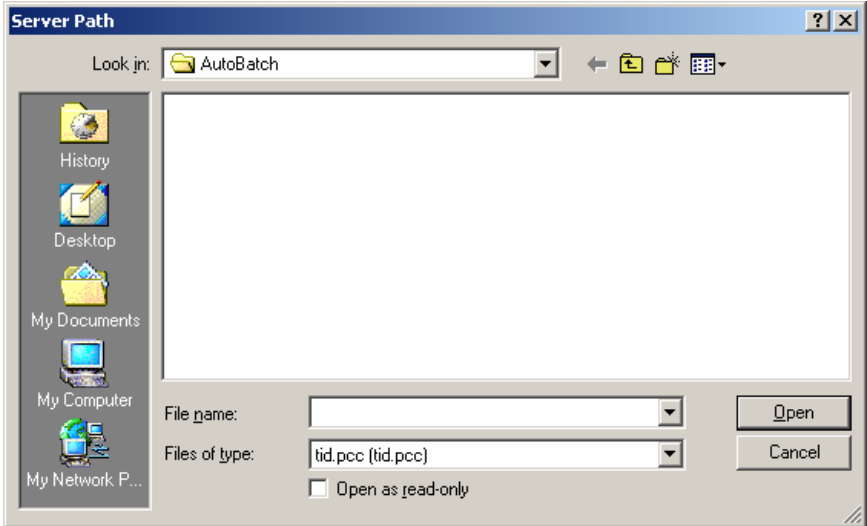 Server Path
Look in: AutoBatch
History
Desktop
My Documents
My Computer
My Network P...
File name:
Open
Files of type: tid.pcc (tid.pcc)
Cancel
Open as read-only